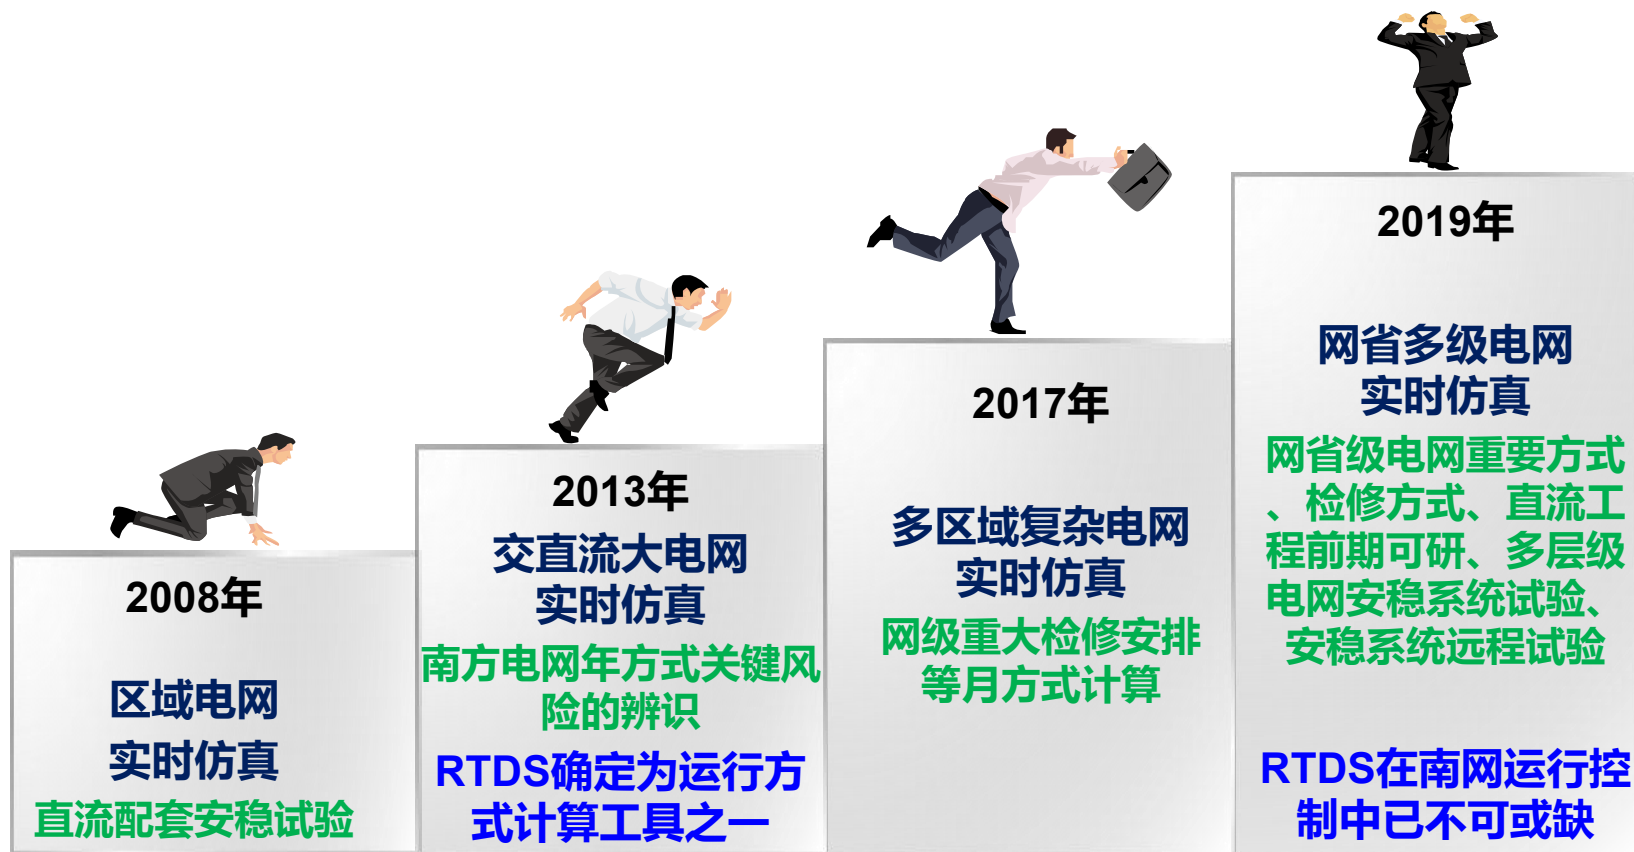 2008年
区域电网
实时仿真
直流配套安稳试验
2013年
交直流大电网
实时仿真
南方电网年方式关键风
险的辨识
RTDS确定为运行方
式计算工具之一
2017年
多区域复杂电网
实时仿真
网级重大检修安排
等月方式计算
2019年
网省多级电网
实时仿真
网省级电网重要方式
、检修方式、直流工
程前期可研、多层级
电网安稳系统试验、
安稳系统远程试验
RTDS在南网运行控
制中已不可或缺